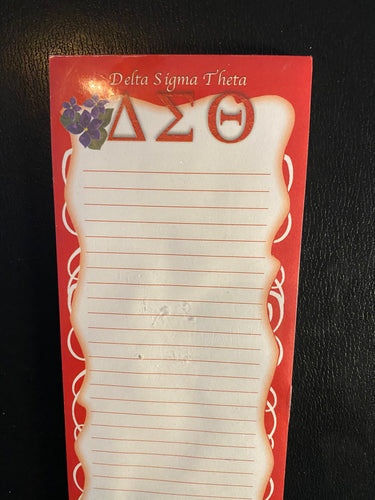 Delta Sigma Theta
ΔΣΘ